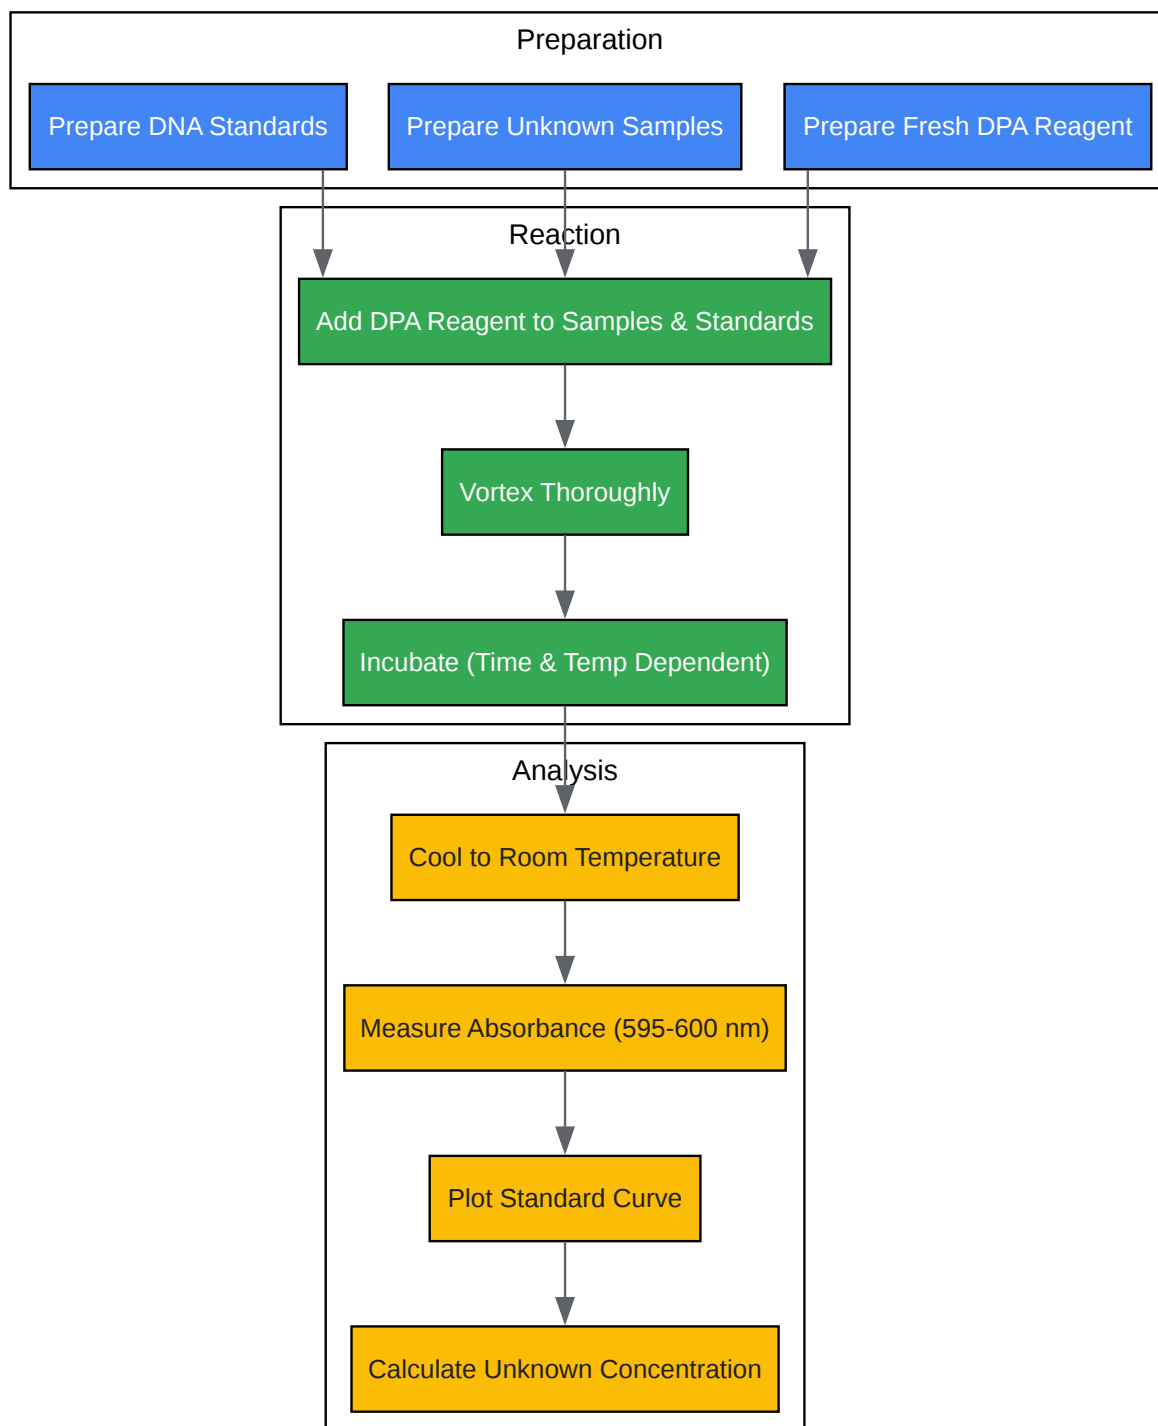 Preparation
Prepare DNA Standards
Prepare Unknown Samples
Prepare Fresh DPA Reagent
Reaction
Add DPA Reagent to Samples & Standards
Vortex Thoroughly
Incubate (Time & Temp Dependent)
Analysis
Cool to Room Temperature
Measure Absorbance (595-600 nm)
Plot Standard Curve
Calculate Unknown Concentration